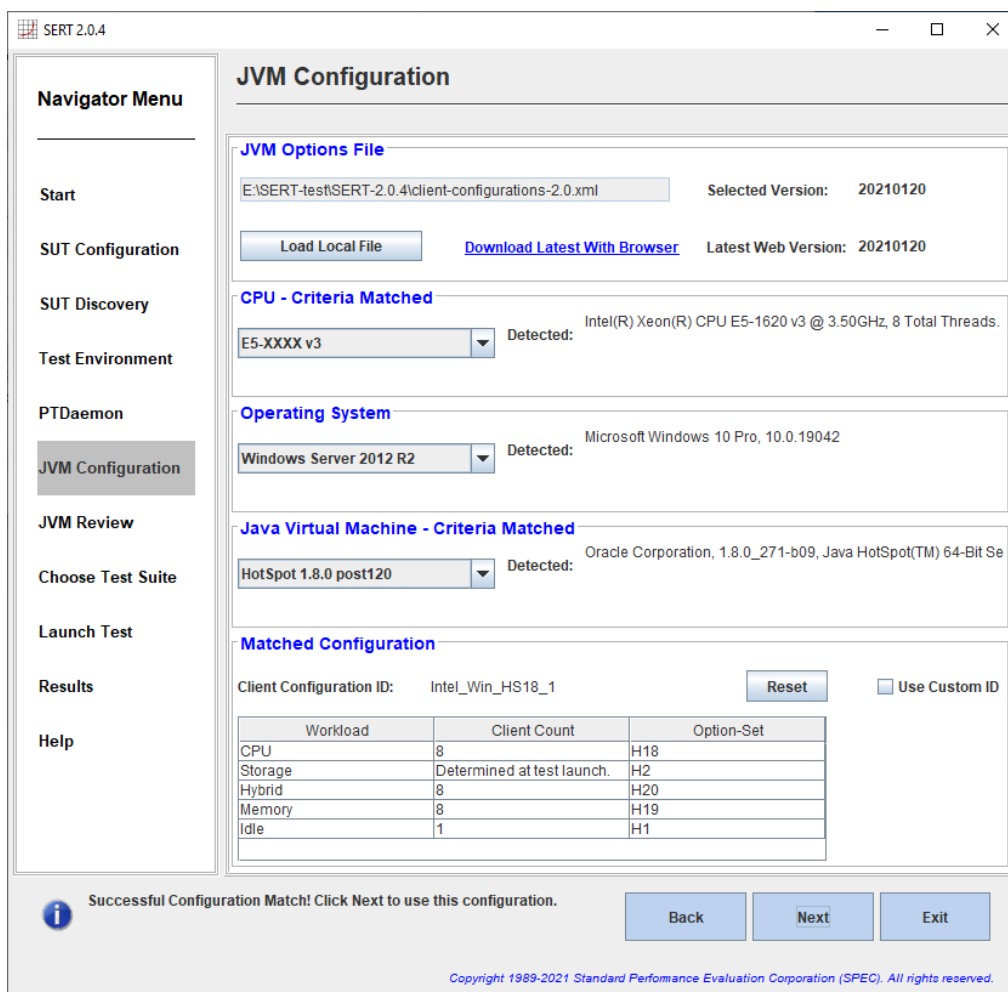 SERT 2.0.4
Navigator Menu
Start
SUT Configuration
SUT Discovery
Test Environment
PTDaemon
JVM Configuration
JVM Review
Choose Test Suite
Launch Test
Results
Help
JVM Configuration
JVM Options File
E:\SERT-test\SERT-2.0.4\client-configurations-2.0.xml Selected Version: 20210120
Load Local File Download Latest With Browser Latest Web Version: 20210120
CPU - Criteria Matched
E5-XXXX v3 Detected: Intel(R) Xeon(R) CPU E5-1620 v3 @ 3.50GHz, 8 Total Threads.
Operating System
Windows Server 2012 R2 Detected: Microsoft Windows 10 Pro, 10.0.19042
Java Virtual Machine - Criteria Matched
HotSpot 1.8.0 post120 Detected: Oracle Corporation, 1.8.0_271-b09, Java HotSpot(TM) 64-Bit Se
Matched Configuration
Client Configuration ID: Intel_Win_HS18_1 Reset Use Custom ID
Workload Client Count Option-Set
CPU 8 H18
Storage Determined at test launch. H2
Hybrid 8 H20
Memory 8 H19
Idle 1 H1
Successful Configuration Match! Click Next to use this configuration.
Back Next Exit
Copyright 1989-2021 Standard Perfomance Evaluation Corporation (SPEC). All rights reserved.